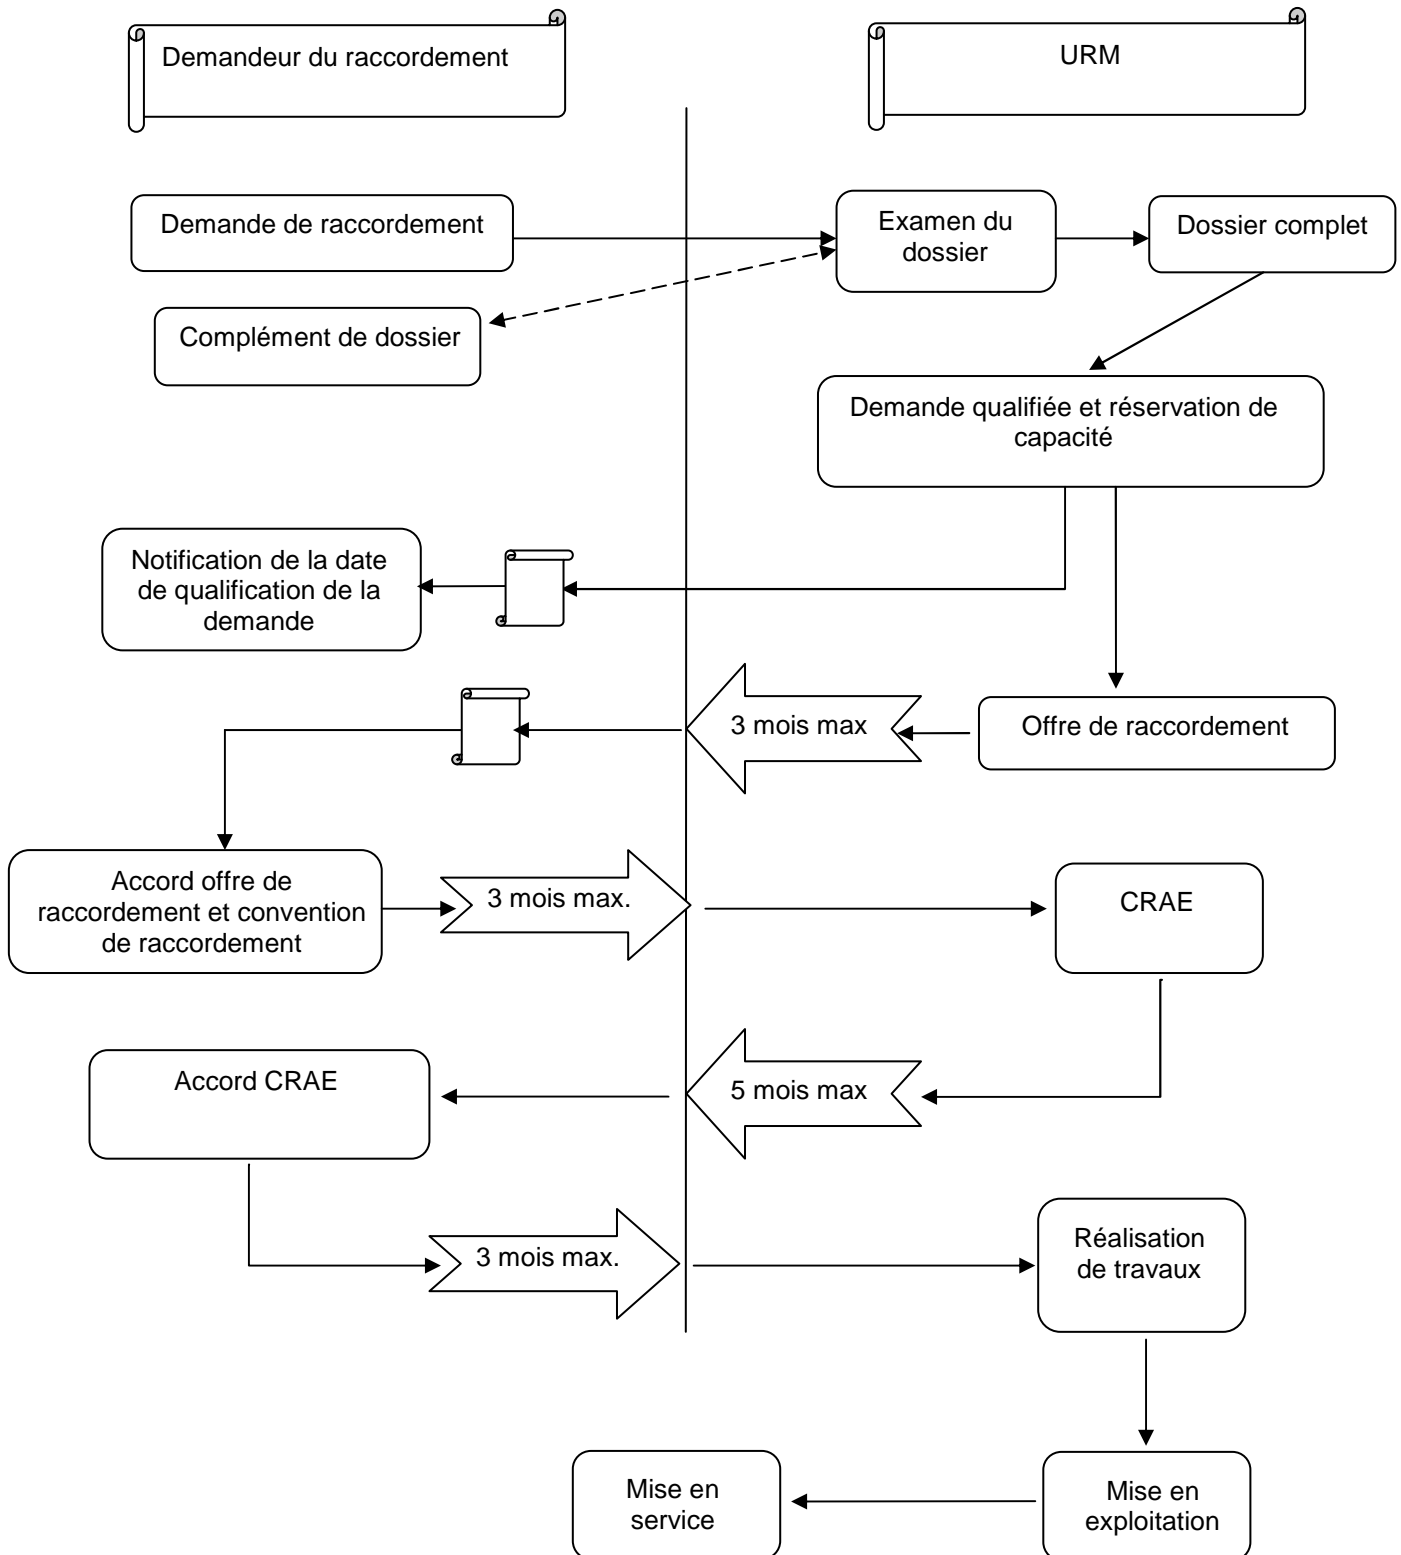 Demandeur du raccordement
URM
Demande de raccordement
Examen du
dossier
Dossier complet
Complément de dossier
Demande qualifiée et réservation de
capacité
Notification de la date
de qualification de la
demande
3 mois max
Offre de raccordement
Accord offre de
raccordement et convention
de raccordement
3 mois max.
CRAE
Accord CRAE
5 mois max
3 mois max.
Réalisation
de travaux
Mise en
service
Mise en
exploitation